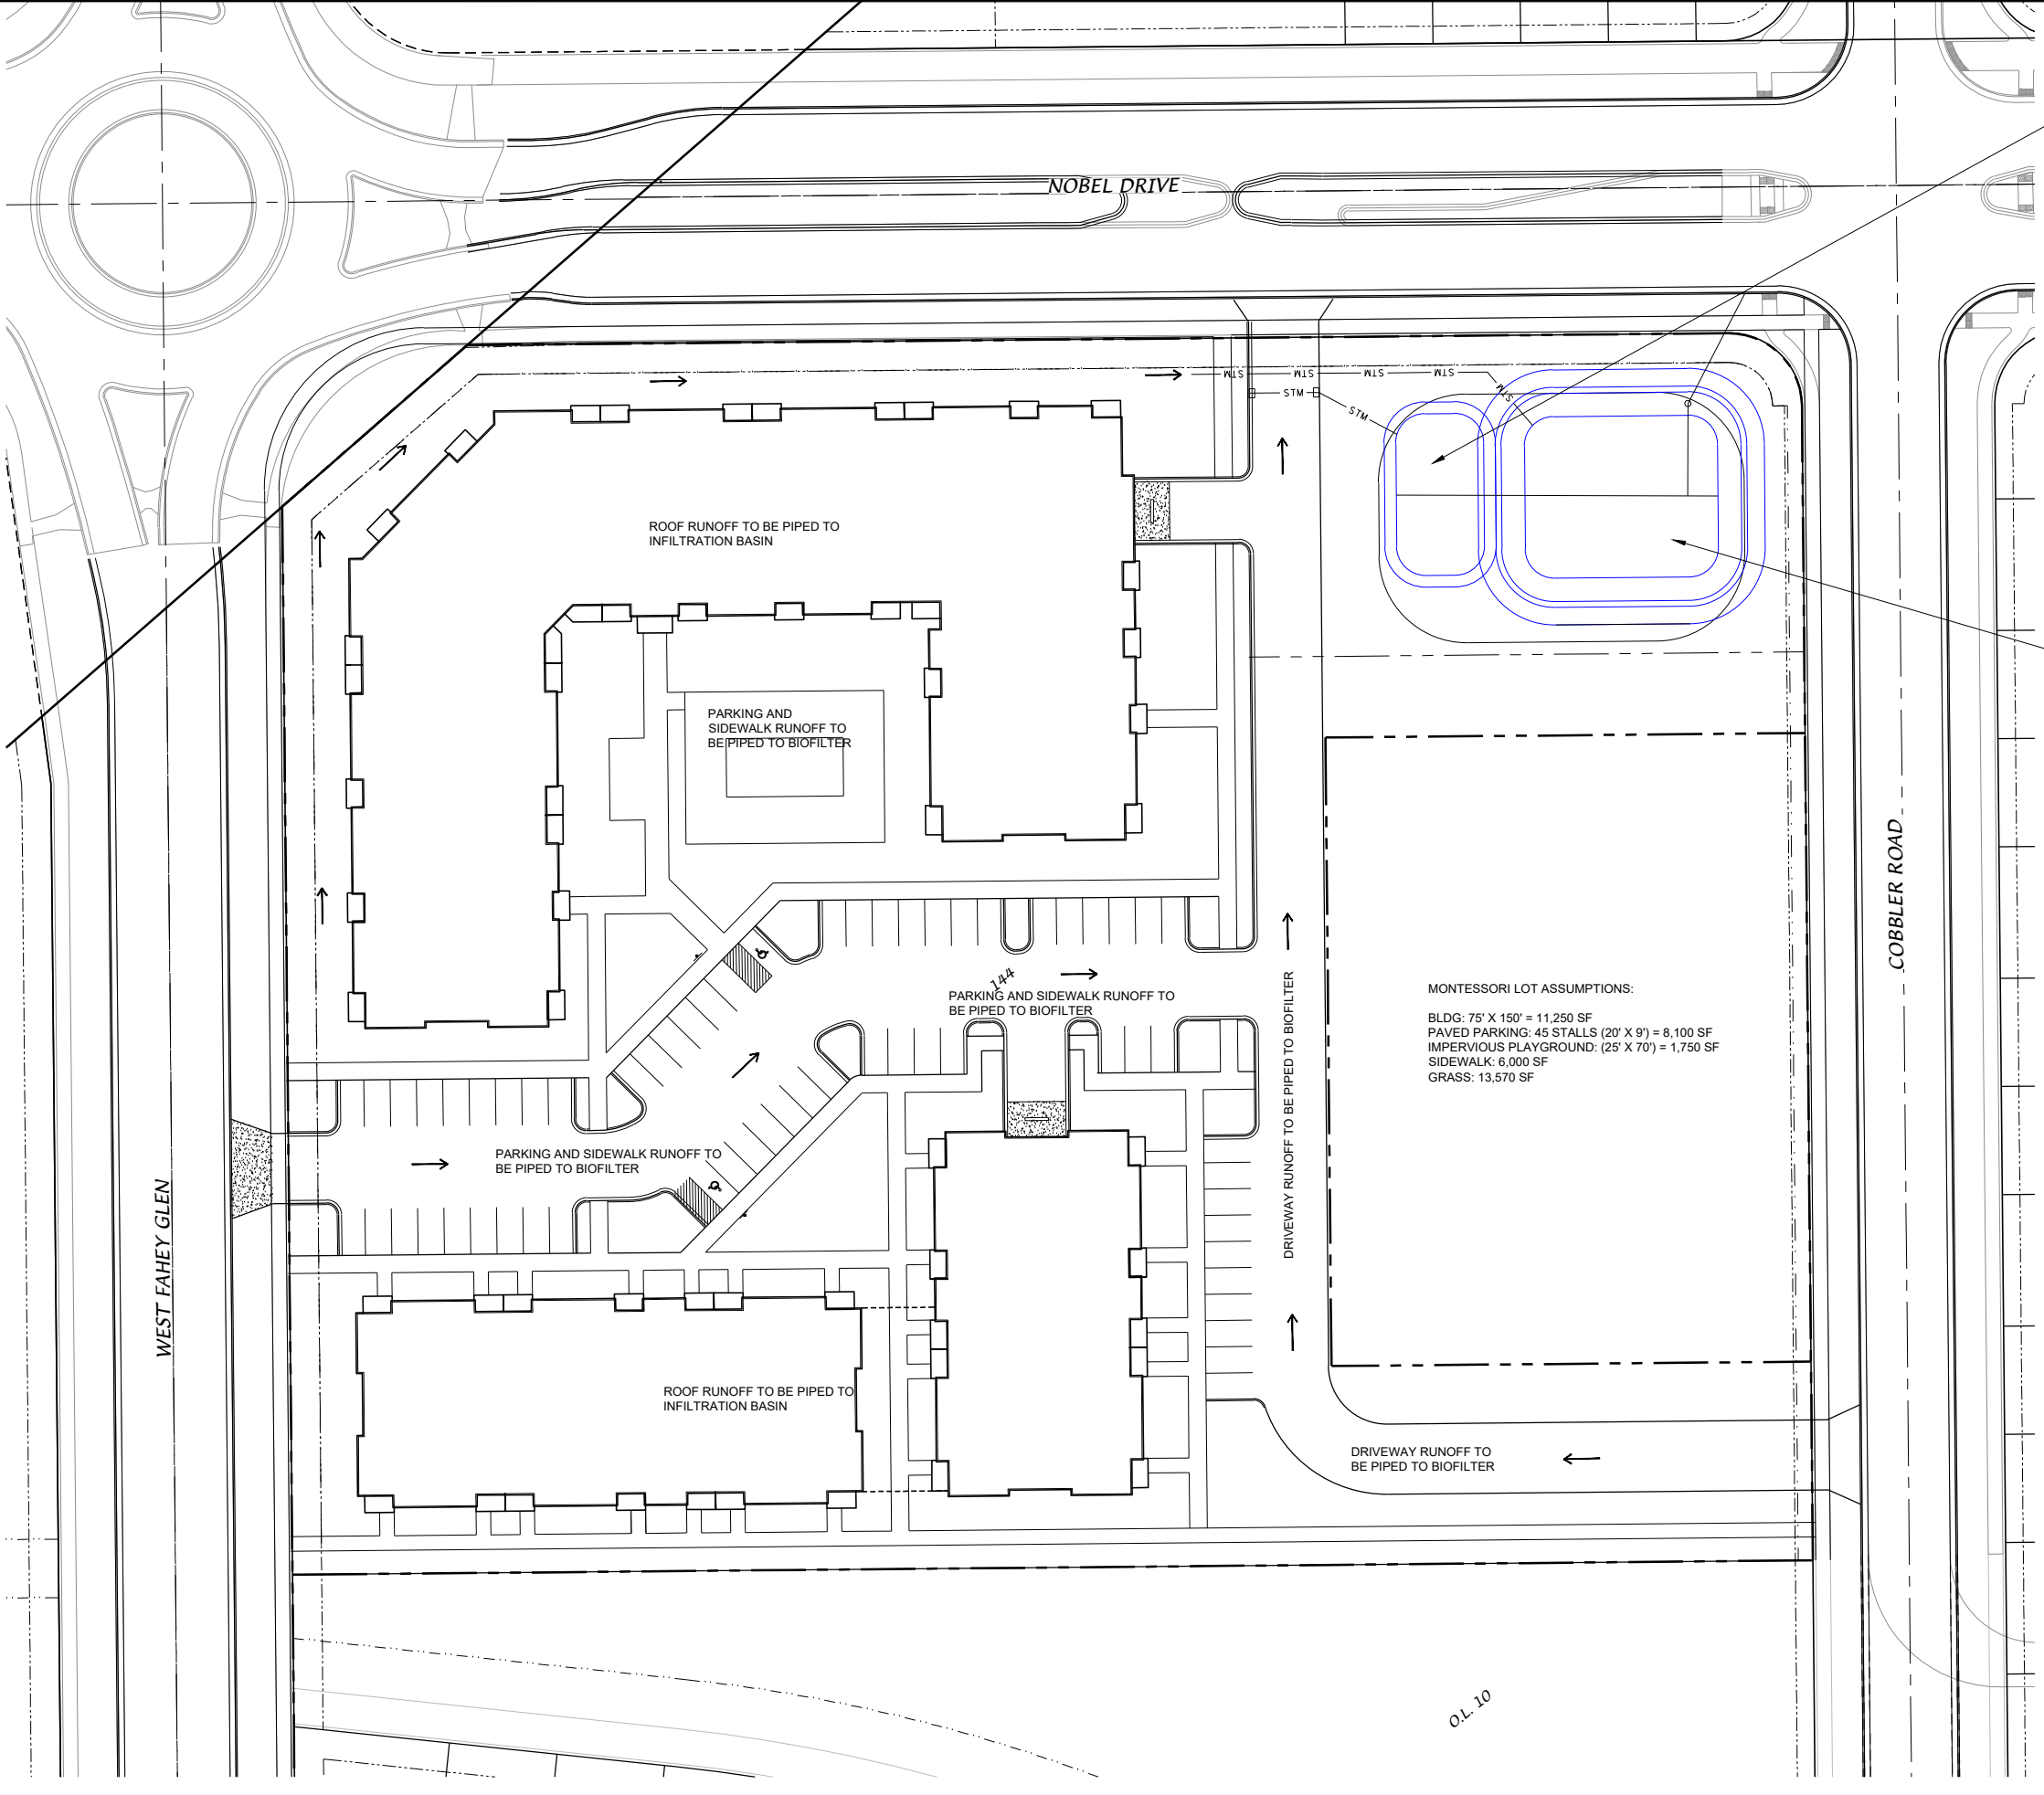 NOBEL DRIVE
STM STM STM STM
STM
STM
STM
ROOF RUNOFF TO BE PIPED TO
INFILTRATION BASIN
PARKING AND
SIDEWALK RUNOFF TO
BE PIPED TO BIOFILTER
144
PARKING AND SIDEWALK RUNOFF TO
BE PIPED TO BIOFILTER
DRIVEWAY RUNOFF TO BE PIPED TO BIOFILTER
COBBLER ROAD
MONTESSORI LOT ASSUMPTIONS:
BLDG: 75' X 150' = 11,250 SF
PAVED PARKING: 45 STALLS (20' X 9') = 8,100 SF
IMPERVIOUS PLAYGROUND: (25' X 70') = 1,750 SF
SIDEWALK: 6,000 SF
GRASS: 13,570 SF
PARKING AND SIDEWALK RUNOFF TO
BE PIPED TO BIOFILTER
WEST FAHEY GLEN
ROOF RUNOFF TO BE PIPED TO
INFILTRATION BASIN
DRIVEWAY RUNOFF TO
BE PIPED TO BIOFILTER
O.L. 10